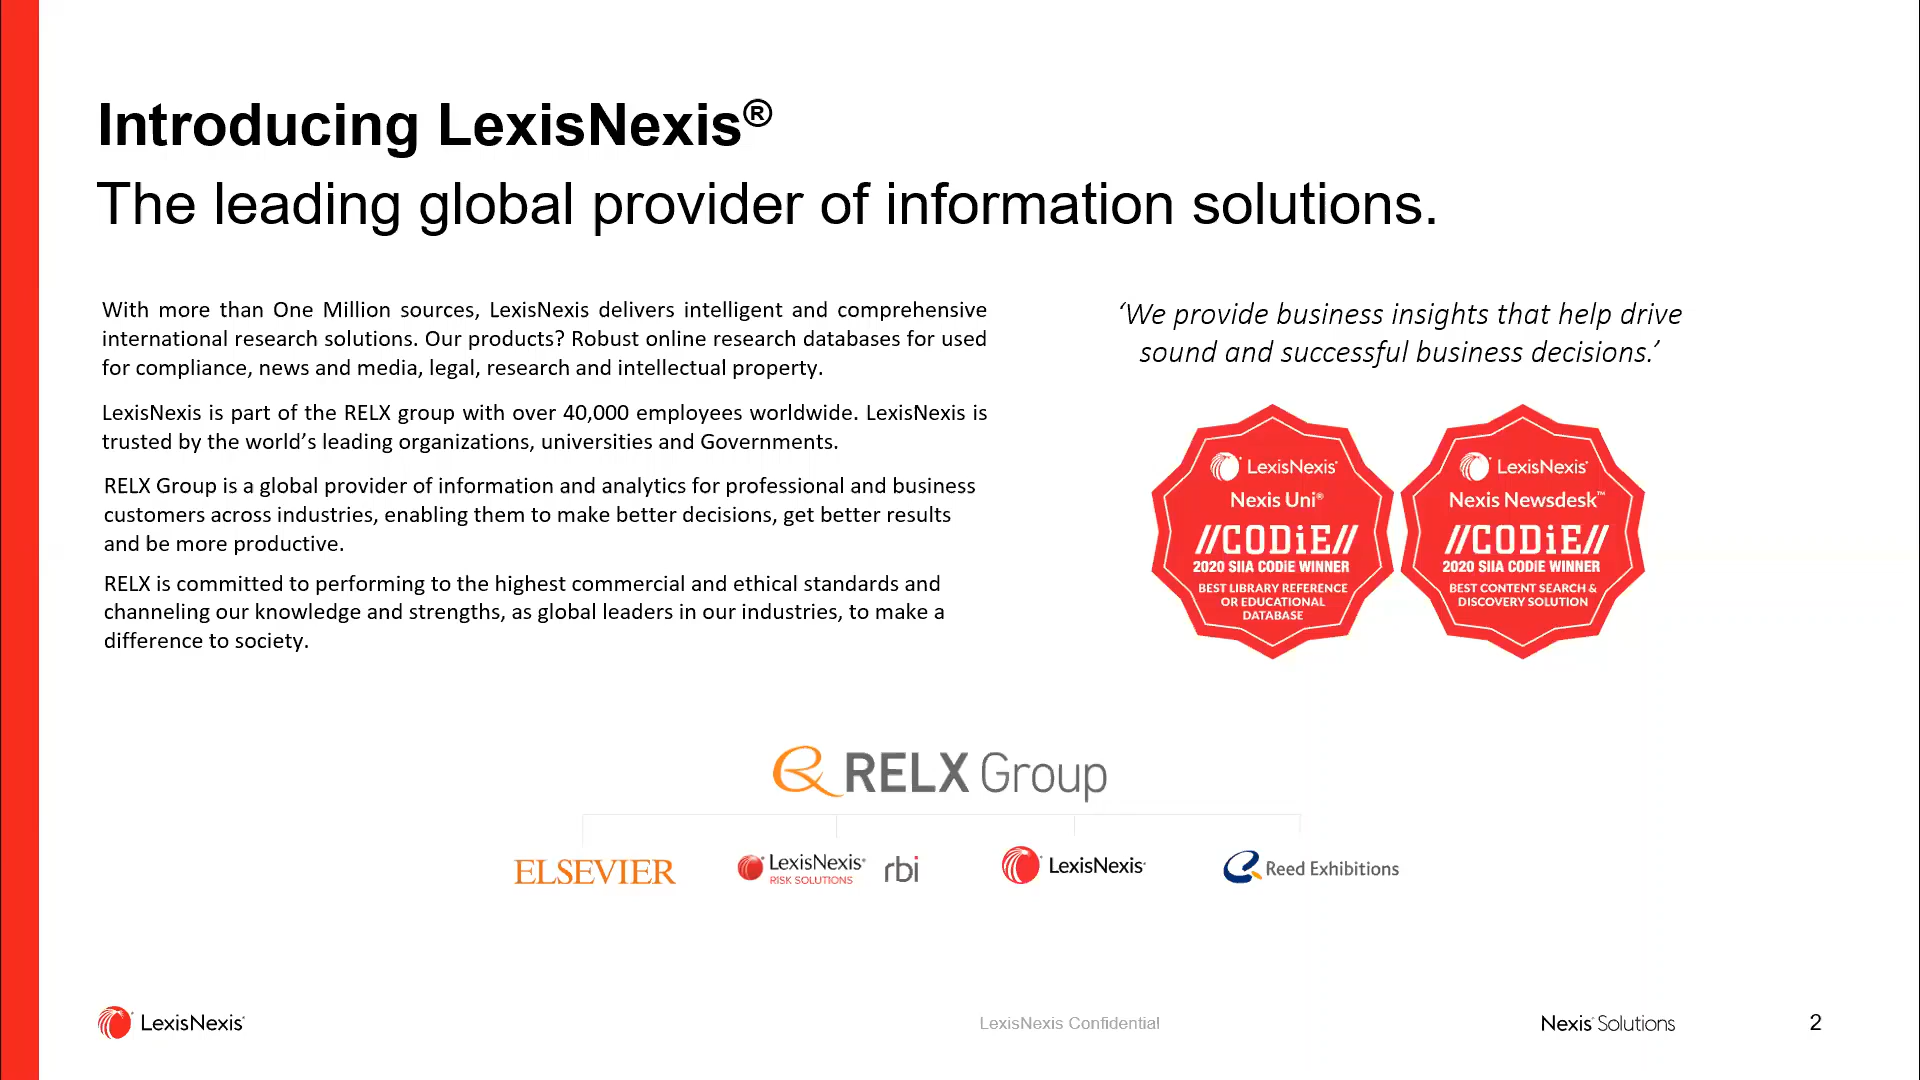 Introducing LexisNexis®
The leading global provider of information solutions.
With more than One Million sources, LexisNexis delivers intelligent and comprehensive
international research solutions. Our products? Robust online research databases for used
for compliance, news and media, legal, research and intellectual property.
LexisNexis is part of the RELX group with over 40,000 employees worldwide. LexisNexis is
trusted by the world’s leading organizations, universities and Governments.
RELX Group is a global provider of information and analytics for professional and business
customers across industries, enabling them to make better decisions, get better results
and be more productive.
RELX is committed to performing to the highest commercial and ethical standards and
channeling our knowledge and strengths, as global leaders in our industries, to make a
difference to society.
‘We provide business insights that help drive
sound and successful business decisions.’
LexisNexis®
Nexis Uni®
//CODiE//
2020 SIIA CODiE WINNER
BEST LIBRARY REFERENCE
OR EDUCATIONAL
DATABASE
LexisNexis®
Nexis Newsdesk™
//CODiE//
2020 SIIA CODiE WINNER
BEST CONTENT SEARCH &
DISCOVERY SOLUTION
RELX Group
ELSEVIER
LexisNexis®
RISK SOLUTIONS
rbi
LexisNexis®
Reed Exhibitions
LexisNexis®
LexisNexis Confidential
Nexis® Solutions
2